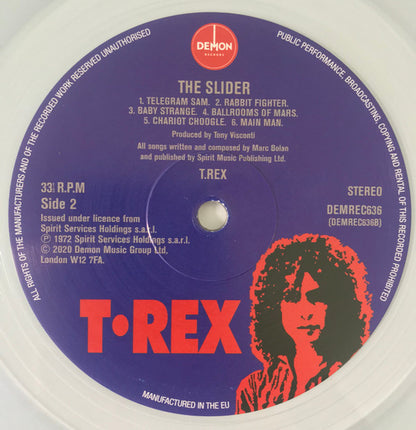 DEMON
RECORDS
ALL RIGHTS OF THE MANUFACTURERS AND OF THE RECORDED WORK RESERVED UNAUTHORISED
PUBLIC PERFORMANCE, BROADCASTING, COPYING AND HIRING OR RENTAL OF THIS RECORDING PROHIBITED
THE SLIDER
1. TELEGRAM SAM. 2. RABBIT FIGHTER.
3. BABY STRANGE. 4. BALLROOMS OF MARS.
5. CHARIOT CHOOGLE. 6. MAIN MAN.
Produced by Tony Visconti
All songs written and composed by Marc Bolan
and published by Spirit Music Publishing Ltd.
T.REX
33⅓ R.P.M
Side 2
Issued under licence from
Spirit Services Holdings s.a.r.l.
℗ 1972 Spirit Services Holdings s.a.r.l.
© 2020 Demon Music Group Ltd,
London W12 7FA.
STEREO
DEMREC636
(DEMREC636B)
T•REX
MANUFACTURED IN THE EU